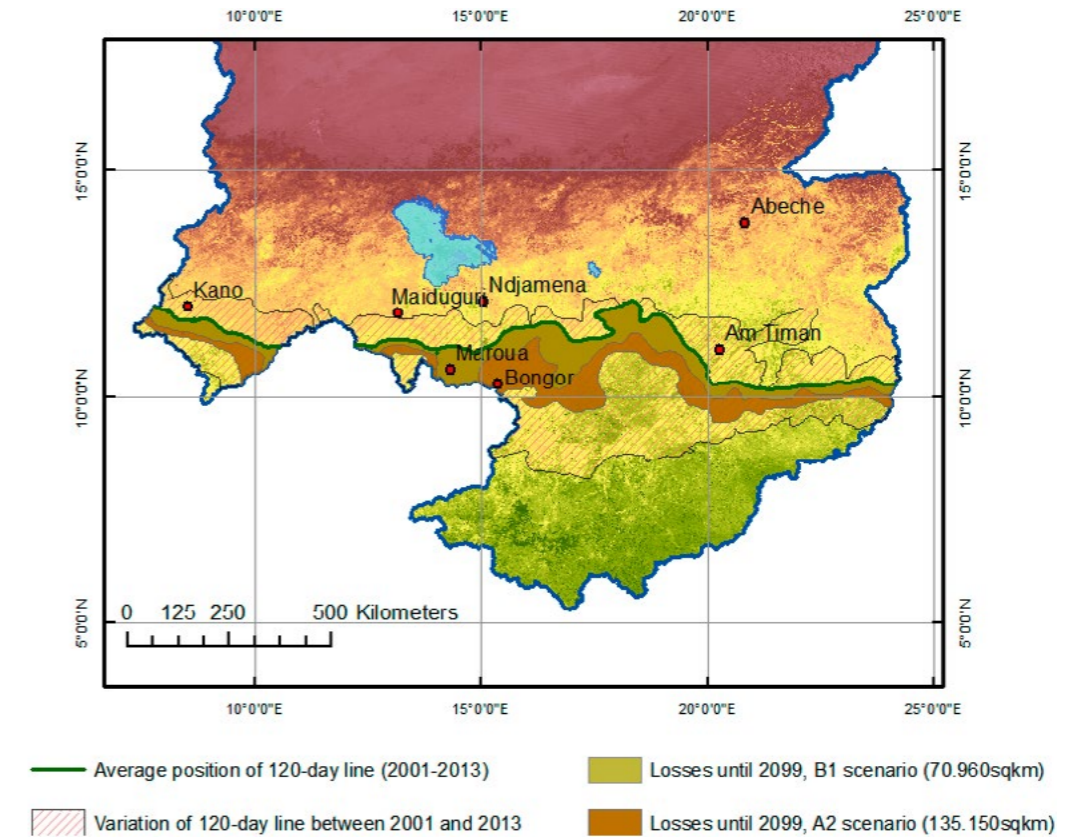 10°0'0"E 15°0'0"E 20°0'0"E 25°0'0"E
15°0'0"N 15°0'0"N
Abeche
Kano
Maiduguri
Ndjamena
Am Timan
Maroua
Bongor
10°0'0"N 10°0'0"N
0 125 250 500 Kilometers
5°0'0"N 5°0'0"N
10°0'0"E 15°0'0"E 20°0'0"E 25°0'0"E
Average position of 120-day line (2001-2013)
Losses until 2099, B1 scenario (70.960sqkm)
Variation of 120-day line between 2001 and 2013
Losses until 2099, A2 scenario (135.150sqkm)